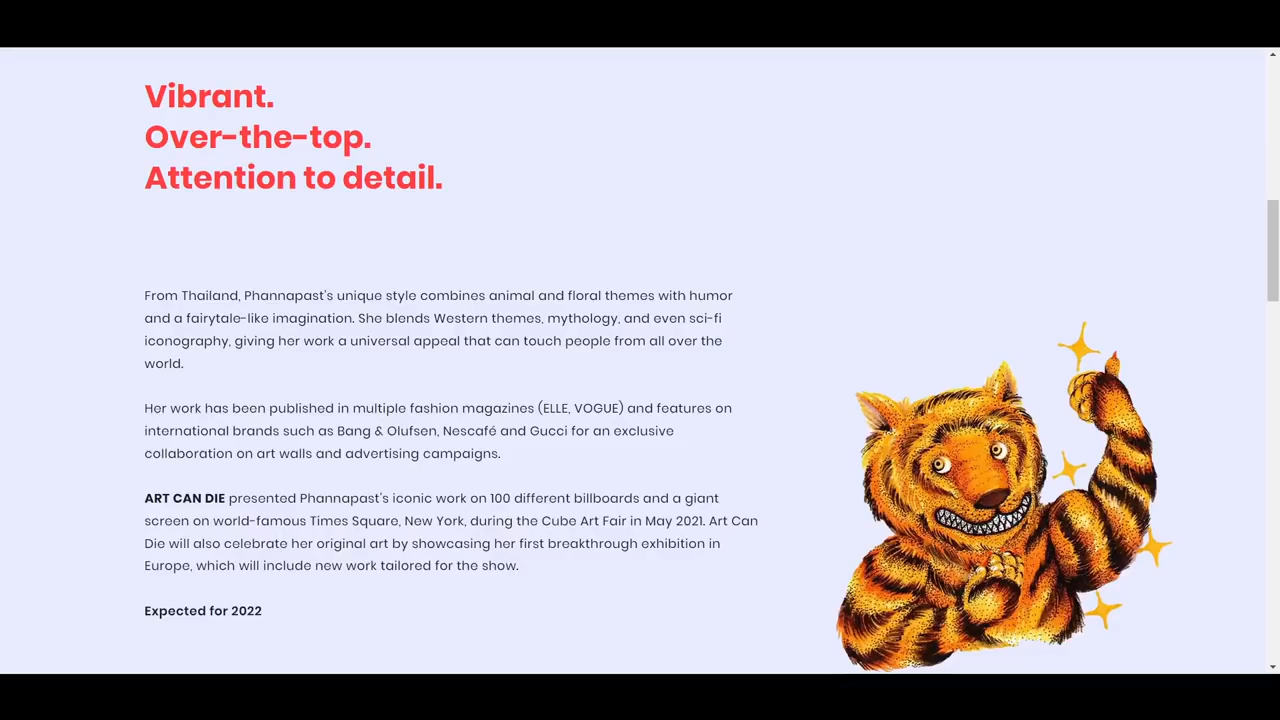 Vibrant.
Over-the-top.
Attention to detail.
From Thailand, Phannapast's unique style combines animal and floral themes with humor
and a fairytale-like imagination. She blends Western themes, mythology, and even sci-fi
iconography, giving her work a universal appeal that can touch people from all over the
world.
Her work has been published in multiple fashion magazines (ELLE, VOGUE) and features on
international brands such as Bang & Olufsen, Nescafé and Gucci for an exclusive
collaboration on art walls and advertising campaigns.
ART CAN DIE presented Phannapast's iconic work on 100 different billboards and a giant
screen on world-famous Times Square, New York, during the Cube Art Fair in May 2021. Art Can
Die will also celebrate her original art by showcasing her first breakthrough exhibition in
Europe, which will include new work tailored for the show.
Expected for 2022